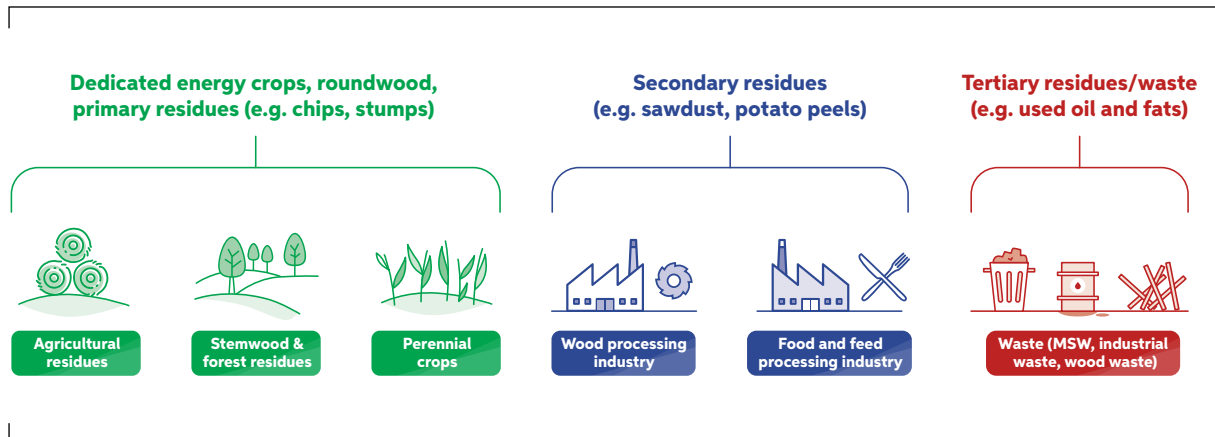 Dedicated energy crops, roundwood,
primary residues (e.g. chips, stumps)
Secondary residues
(e.g. sawdust, potato peels)
Tertiary residues/waste
(e.g. used oil and fats)
Agricultural
residues
Stemwood &
forest residues
Perennial
crops
Wood processing
industry
Food and feed
processing industry
Waste (MSW, industrial
waste, wood waste)